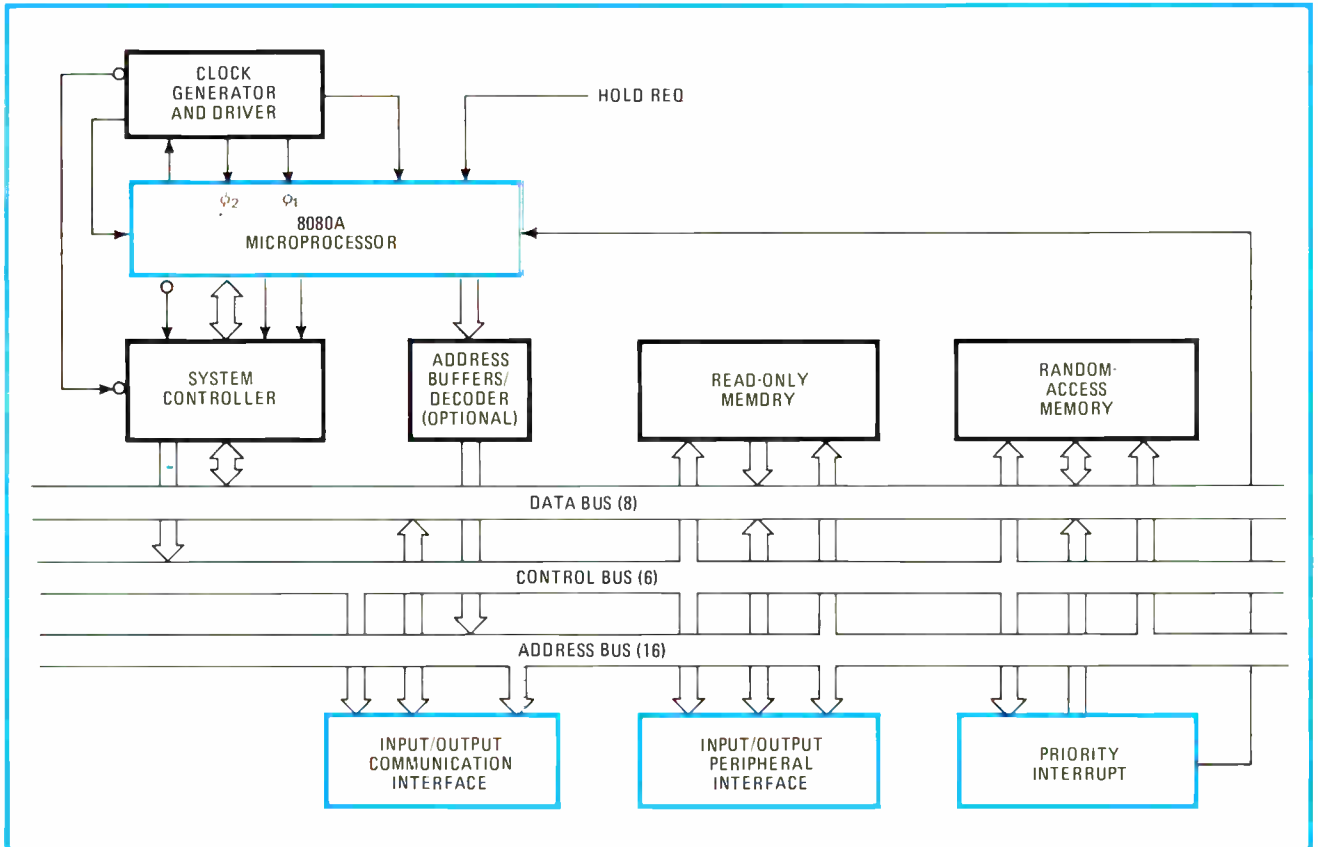 CLOCK
GENERATOR
AND DRIVER
HOLD REQ
φ2 φ1
8080A
MICROPROCESSOR
SYSTEM
CONTROLLER
ADDRESS
BUFFERS/
DECODER
(OPTIONAL)
READ-ONLY
MEMORY
RANDOM-
ACCESS
MEMORY
DATA BUS (8)
CONTROL BUS (6)
ADDRESS BUS (16)
INPUT/OUTPUT
COMMUNICATION
INTERFACE
INPUT/OUTPUT
PERIPHERAL
INTERFACE
PRIORITY
INTERRUPT